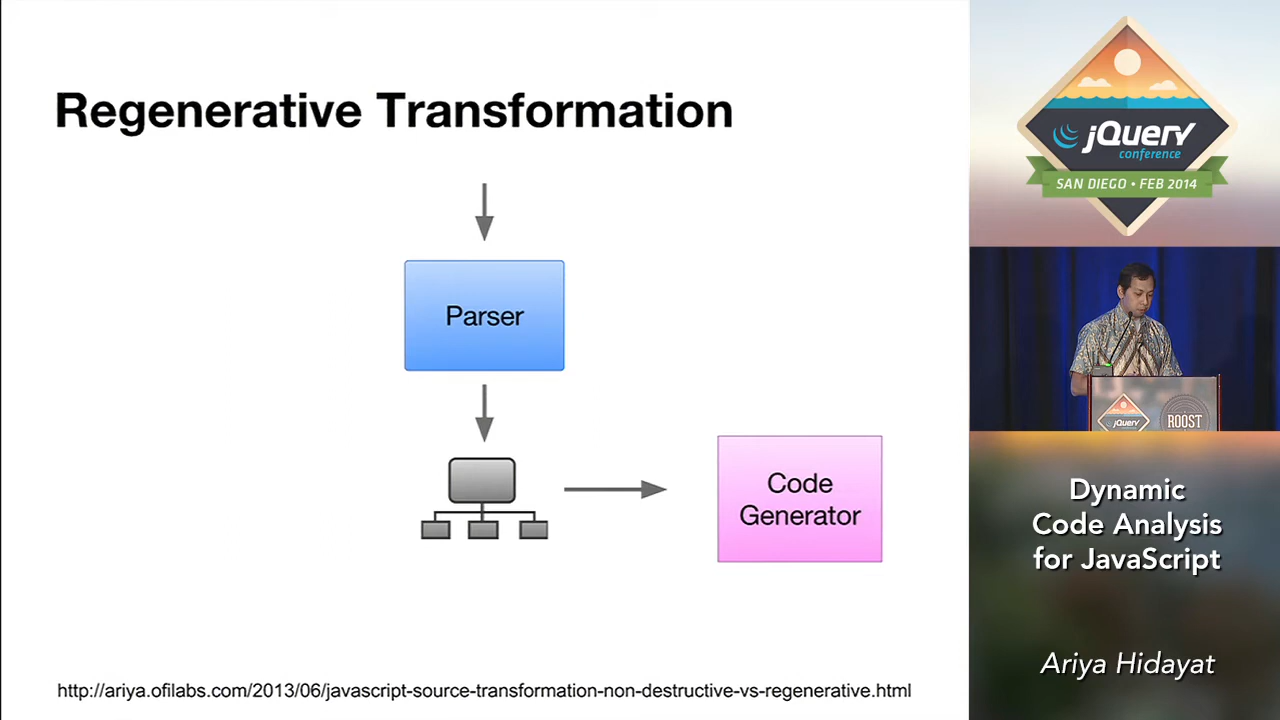 Regenerative Transformation
Parser
Code
Generator
http://ariya.ofilabs.com/2013/06/javascript-source-transformation-non-destructive-vs-regenerative.html
jQuery
conference
SAN DIEGO • FEB 2014
jQuery
ROOST
Dynamic
Code Analysis
for JavaScript
Ariya Hidayat